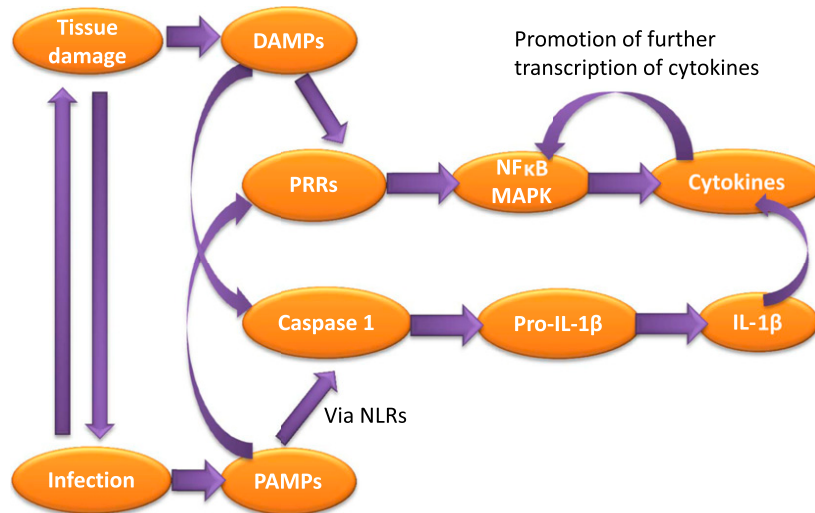 Tissue
damage
DAMPs
Promotion of further
transcription of cytokines
PRRs
NFκB
MAPK
Cytokines
Caspase 1
Pro-IL-1β
IL-1β
Via NLRs
Infection
PAMPs